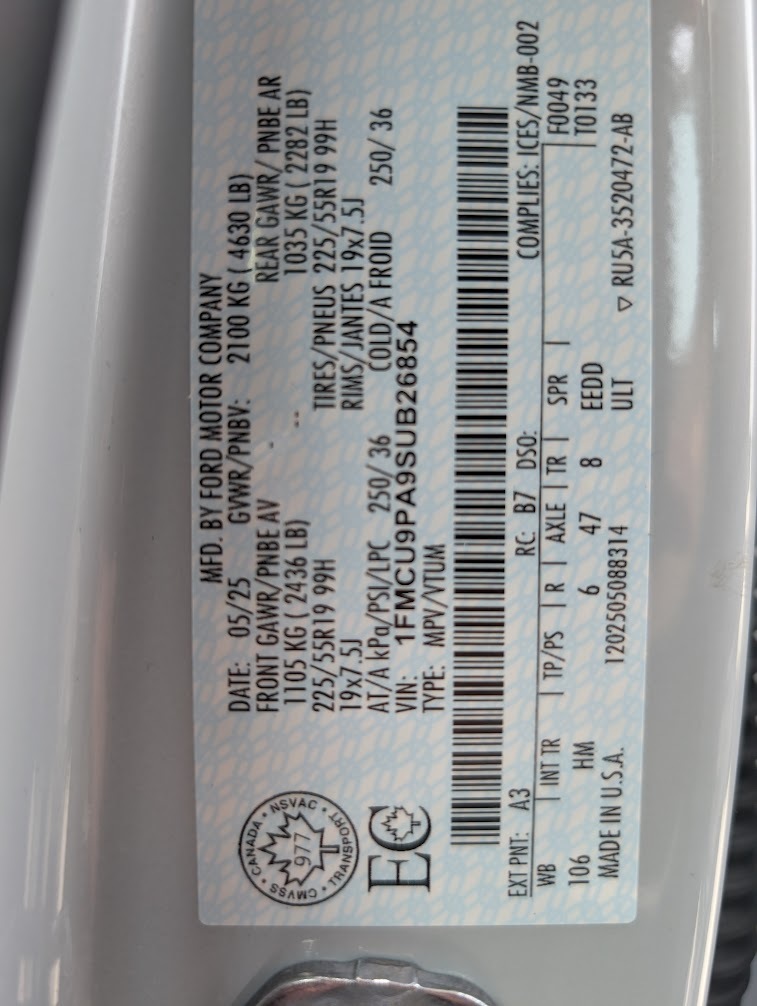 MFD. BY FORD MOTOR COMPANY
DATE: 05/25 GVWR/PNBV: 2100 KG ( 4630 LB)
FRONT GAWR/PNBE AV REAR GAWR/ PNBE AR
1105 KG ( 2436 LB) 1035 KG ( 2282 LB)
225/55R19 99H TIRES/PNEUS 225/55R19 99H
19x7.5J RIMS/JANTES 19x7.5J
AT/A kPa/PSI/LPC 250/ 36 COLD/A FROID 250/ 36
VIN: 1FMCU9PA9SUB26854
TYPE: MPV/VTUM
CANADA • NSVAC • TRANSPORT • CMVSS •
977
EC
COMPLIES: ICES/NMB-002
EXT PNT: A3 RC: B7 DSO:
WB | INT TR | TP/PS | R | AXLE | TR | SPR | F0049
106 HM 6 47 8 EEDD T0133
ULT
MADE IN U.S.A. 1202505088314 ▽ RU5A-3520472-AB